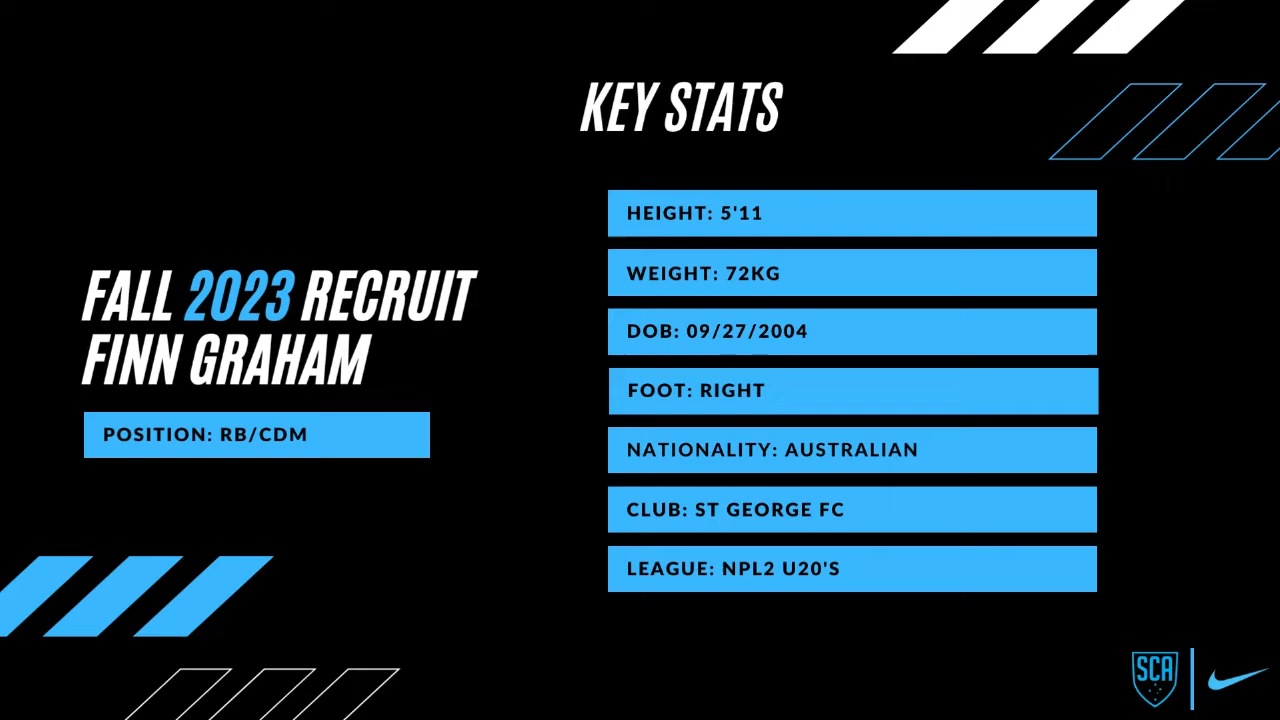 KEY STATS
FALL 2023 RECRUIT
FINN GRAHAM
POSITION: RB/CDM
HEIGHT: 5'11
WEIGHT: 72KG
DOB: 09/27/2004
FOOT: RIGHT
NATIONALITY: AUSTRALIAN
CLUB: ST GEORGE FC
LEAGUE: NPL2 U20'S
SCA